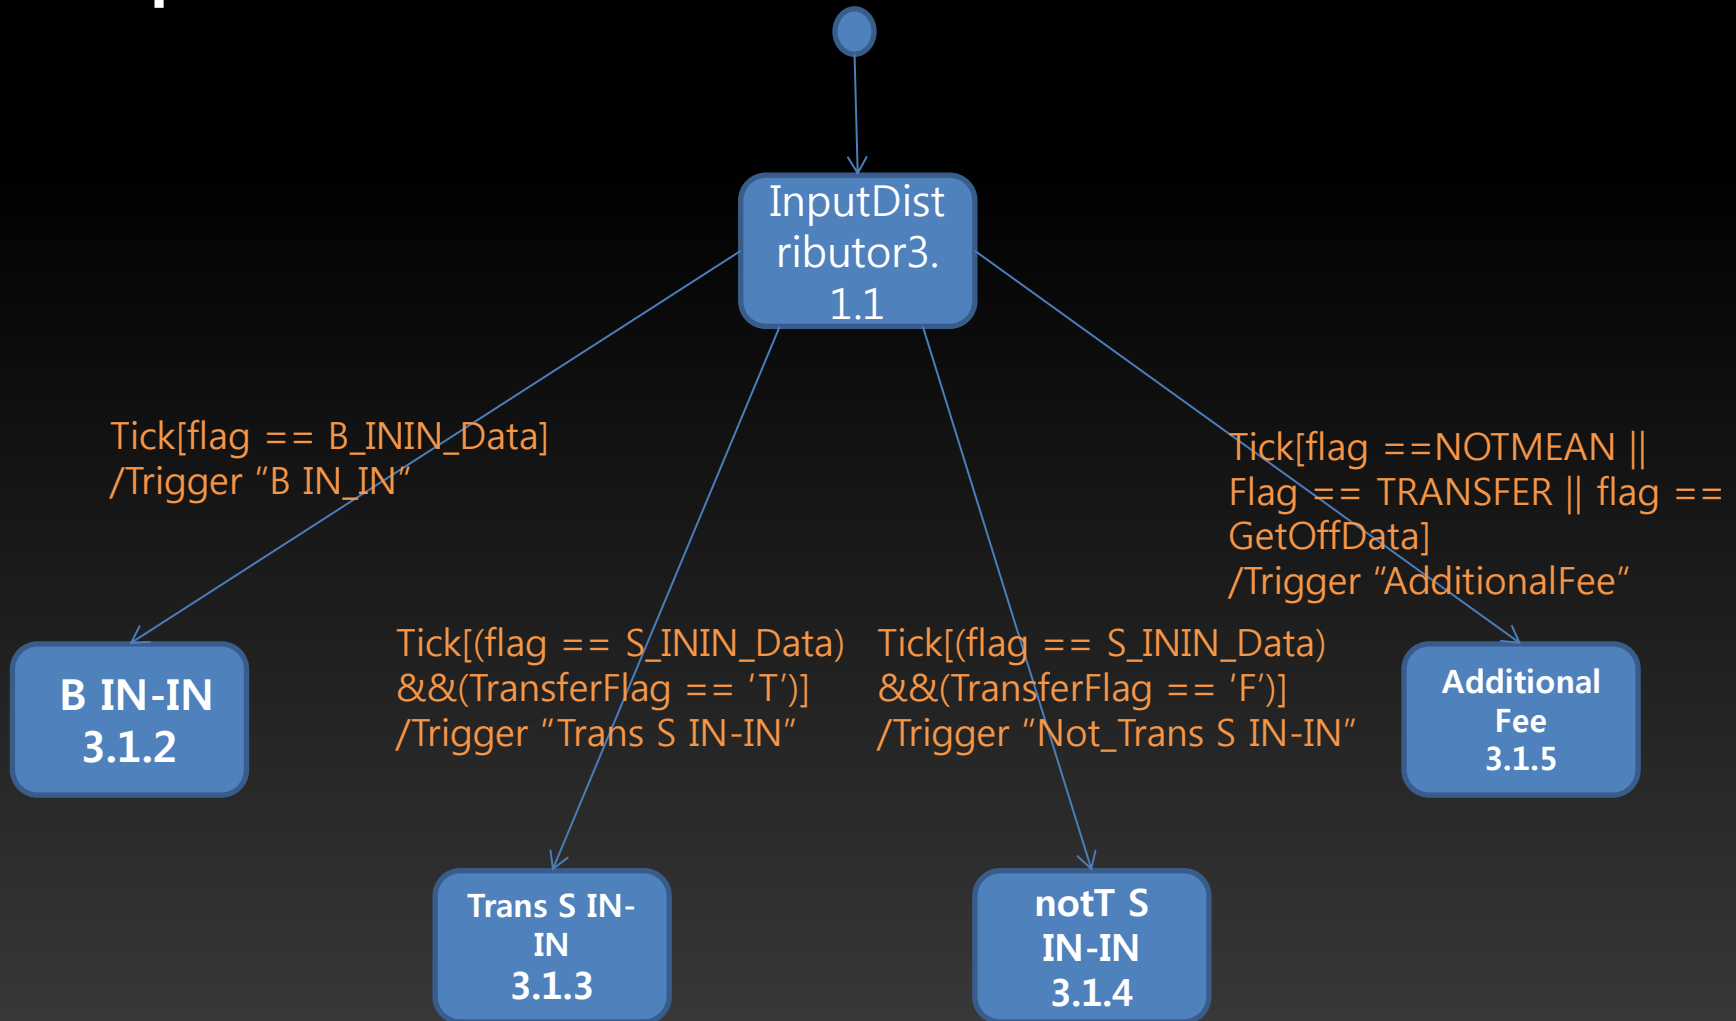 InputDist
ributor3.
1.1
Tick[flag == B_ININ_Data]
/Trigger "B IN_IN"
Tick[flag ==NOTMEAN ||
Flag == TRANSFER || flag ==
GetOffData]
/Trigger "AdditionalFee"
Tick[(flag == S_ININ_Data)
&&(TransferFlag == 'T')]
/Trigger "Trans S IN-IN"
Tick[(flag == S_ININ_Data)
&&(TransferFlag == 'F')]
/Trigger "Not_Trans S IN-IN"
B IN-IN
3.1.2
Additional
Fee
3.1.5
Trans S IN-
IN
3.1.3
notT S
IN-IN
3.1.4